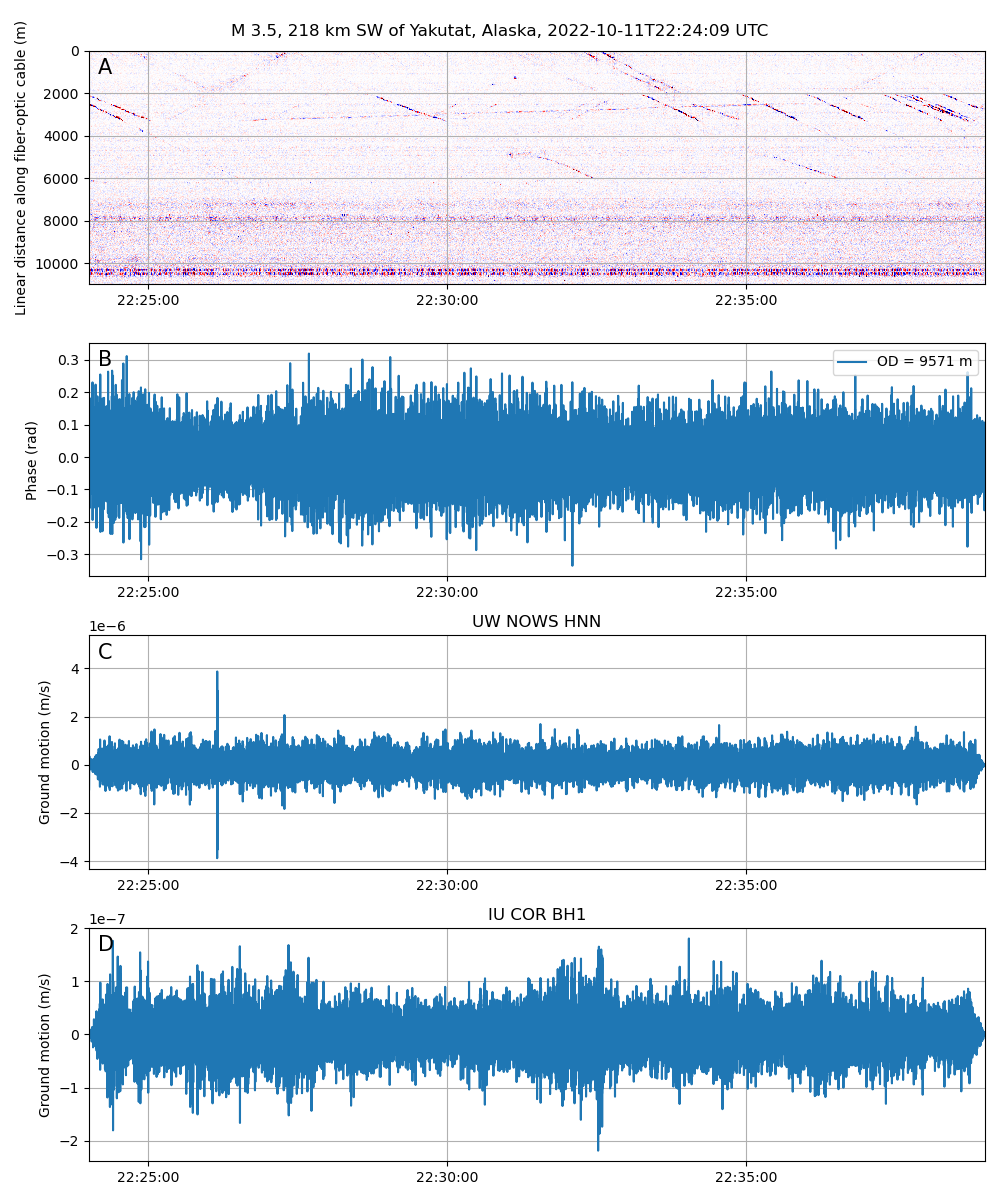 M 3.5, 218 km SW of Yakutat, Alaska, 2022-10-11T22:24:09 UTC
A
Linear distance along fiber-optic cable (m)
0
2000
4000
6000
8000
10000
22:25:00 22:30:00 22:35:00
B
OD = 9571 m
Phase (rad)
0.3
0.2
0.1
0.0
−0.1
−0.2
−0.3
22:25:00 22:30:00 22:35:00
UW NOWS HNN
1e−6
C
Ground motion (m/s)
4
2
0
−2
−4
22:25:00 22:30:00 22:35:00
IU COR BH1
1e−7
D
Ground motion (m/s)
2
1
0
−1
−2
22:25:00 22:30:00 22:35:00